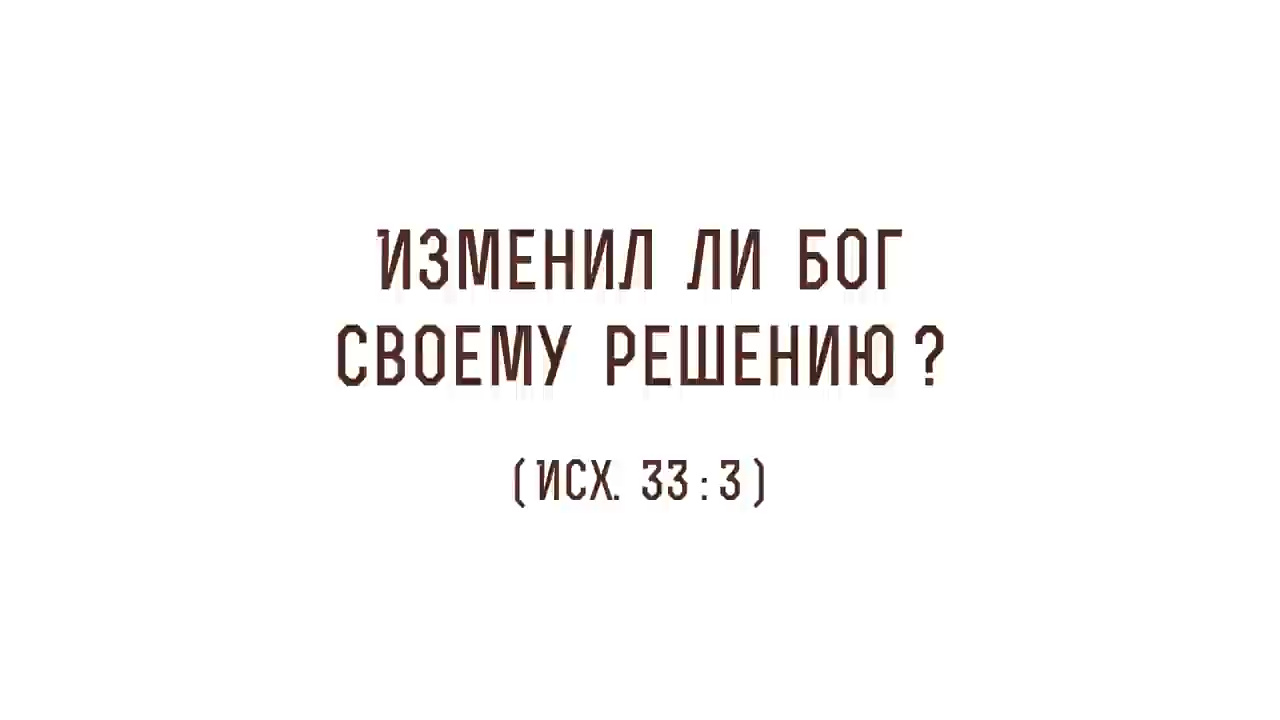 ИЗМЕНИЛ ЛИ БОГ
СВОЕМУ РЕШЕНИЮ?
(ИСХ. 33:3)